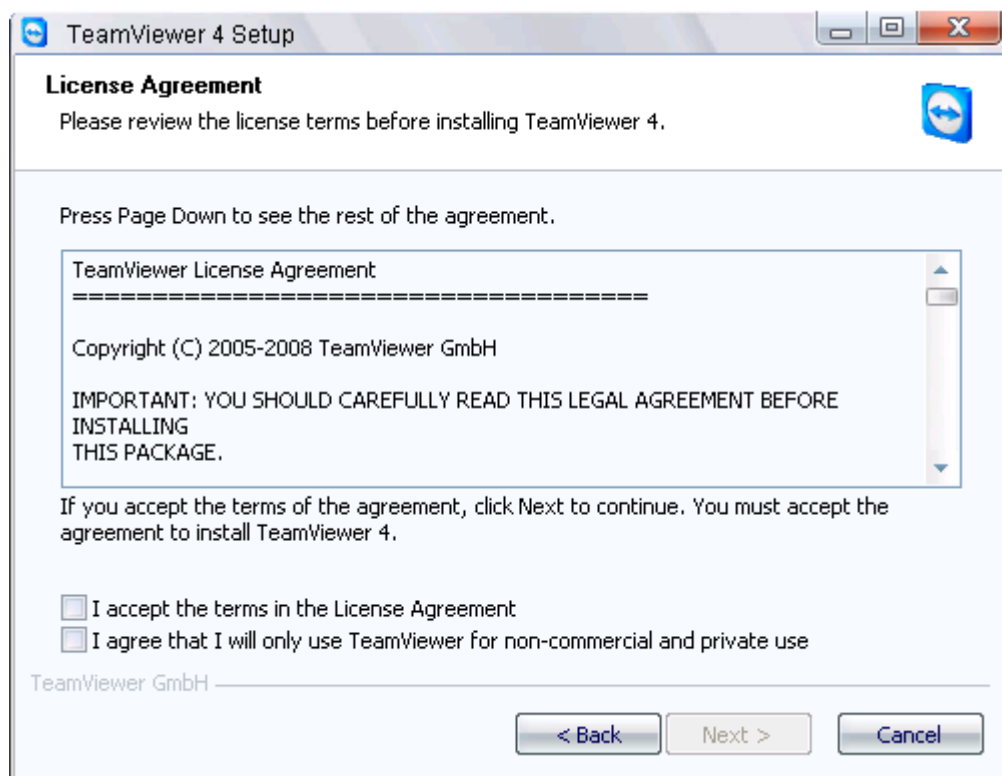 TeamViewer 4 Setup
License Agreement
Please review the license terms before installing TeamViewer 4.
Press Page Down to see the rest of the agreement.
TeamViewer License Agreement
====================================
Copyright (C) 2005-2008 TeamViewer GmbH
IMPORTANT: YOU SHOULD CAREFULLY READ THIS LEGAL AGREEMENT BEFORE
INSTALLING
THIS PACKAGE.
If you accept the terms of the agreement, click Next to continue. You must accept the
agreement to install TeamViewer 4.
I accept the terms in the License Agreement
I agree that I will only use TeamViewer for non-commercial and private use
TeamViewer GmbH
< Back Next > Cancel